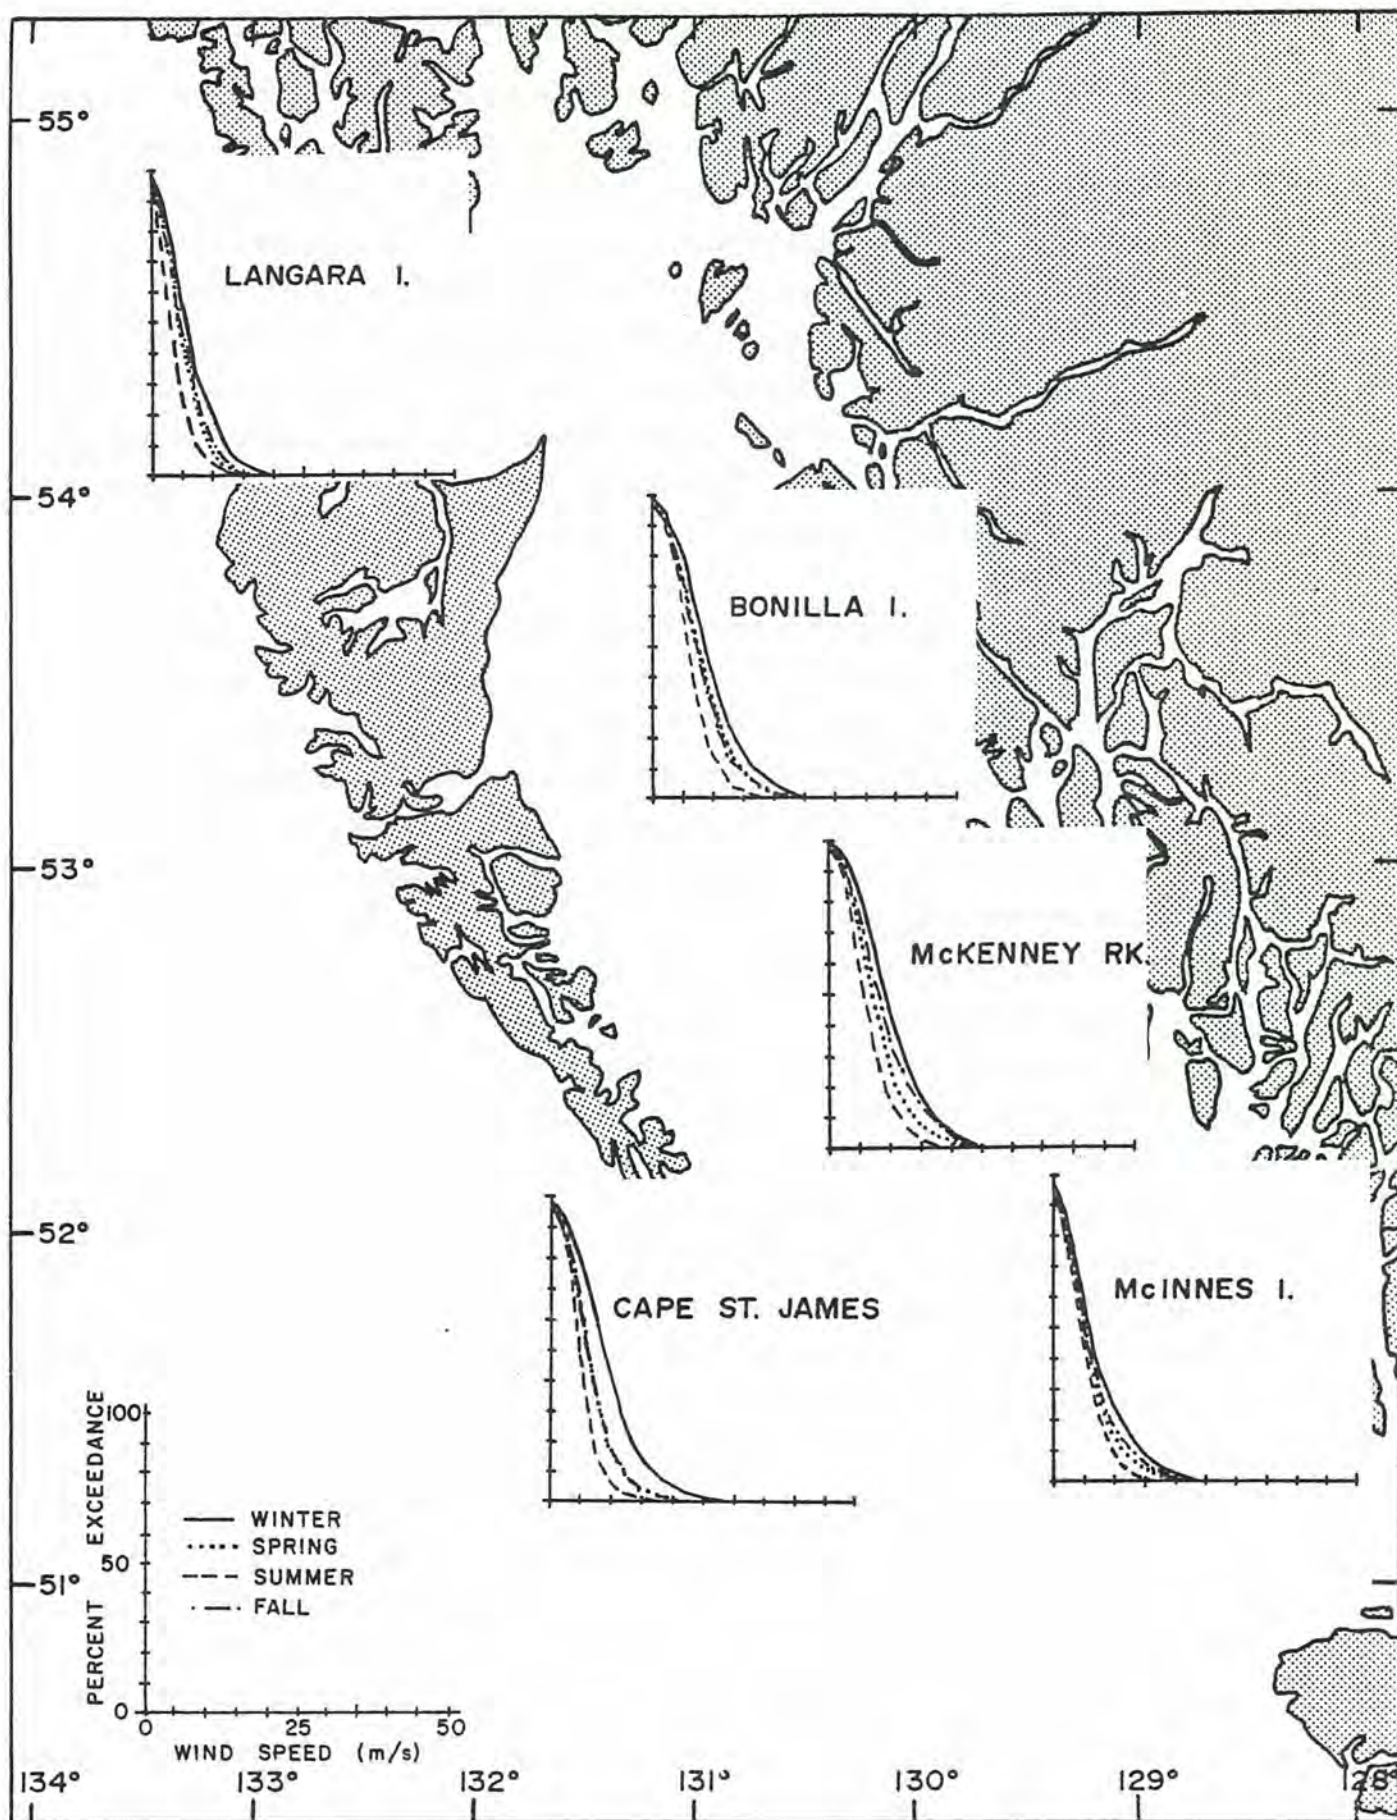 55°
LANGARA I.
54°
BONILLA I.
53°
McKENNEY RK.
52°
McINNES I.
CAPE ST. JAMES
PERCENT EXCEEDANCE
100
50
0
WINTER
SPRING
SUMMER
FALL
51°
0 25 50
WIND SPEED (m/s)
134° 133° 132° 131° 130° 129° 128°